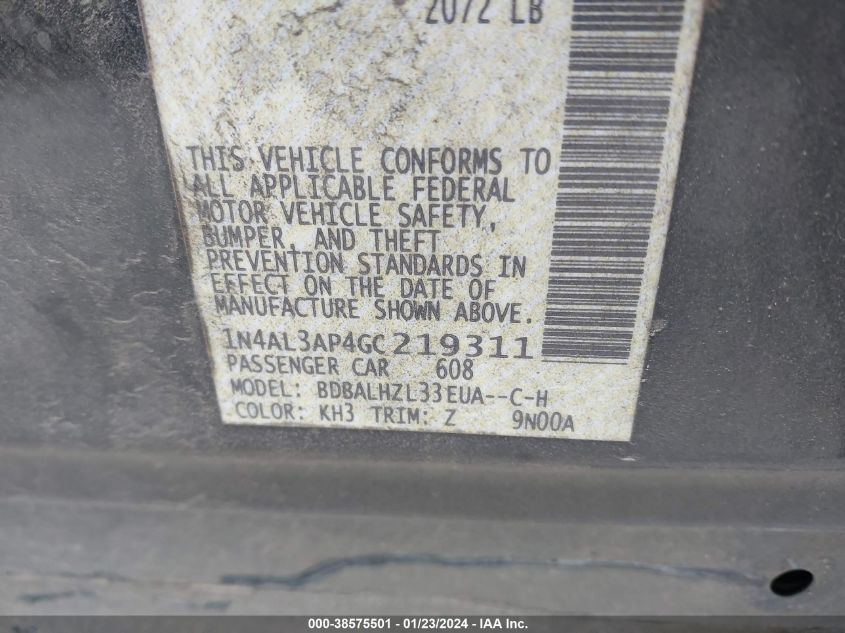 2072 LB
THIS VEHICLE CONFORMS TO
ALL APPLICABLE FEDERAL
MOTOR VEHICLE SAFETY,
BUMPER, AND THEFT
PREVENTION STANDARDS IN
EFFECT ON THE DATE OF
MANUFACTURE SHOWN ABOVE.
1N4AL3AP4GC219311
PASSENGER CAR 608
MODEL: BDBALHZL33EUA--C-H
COLOR: KH3 TRIM: Z 9N00A
000-38575501 - 01/23/2024 - IAA Inc.